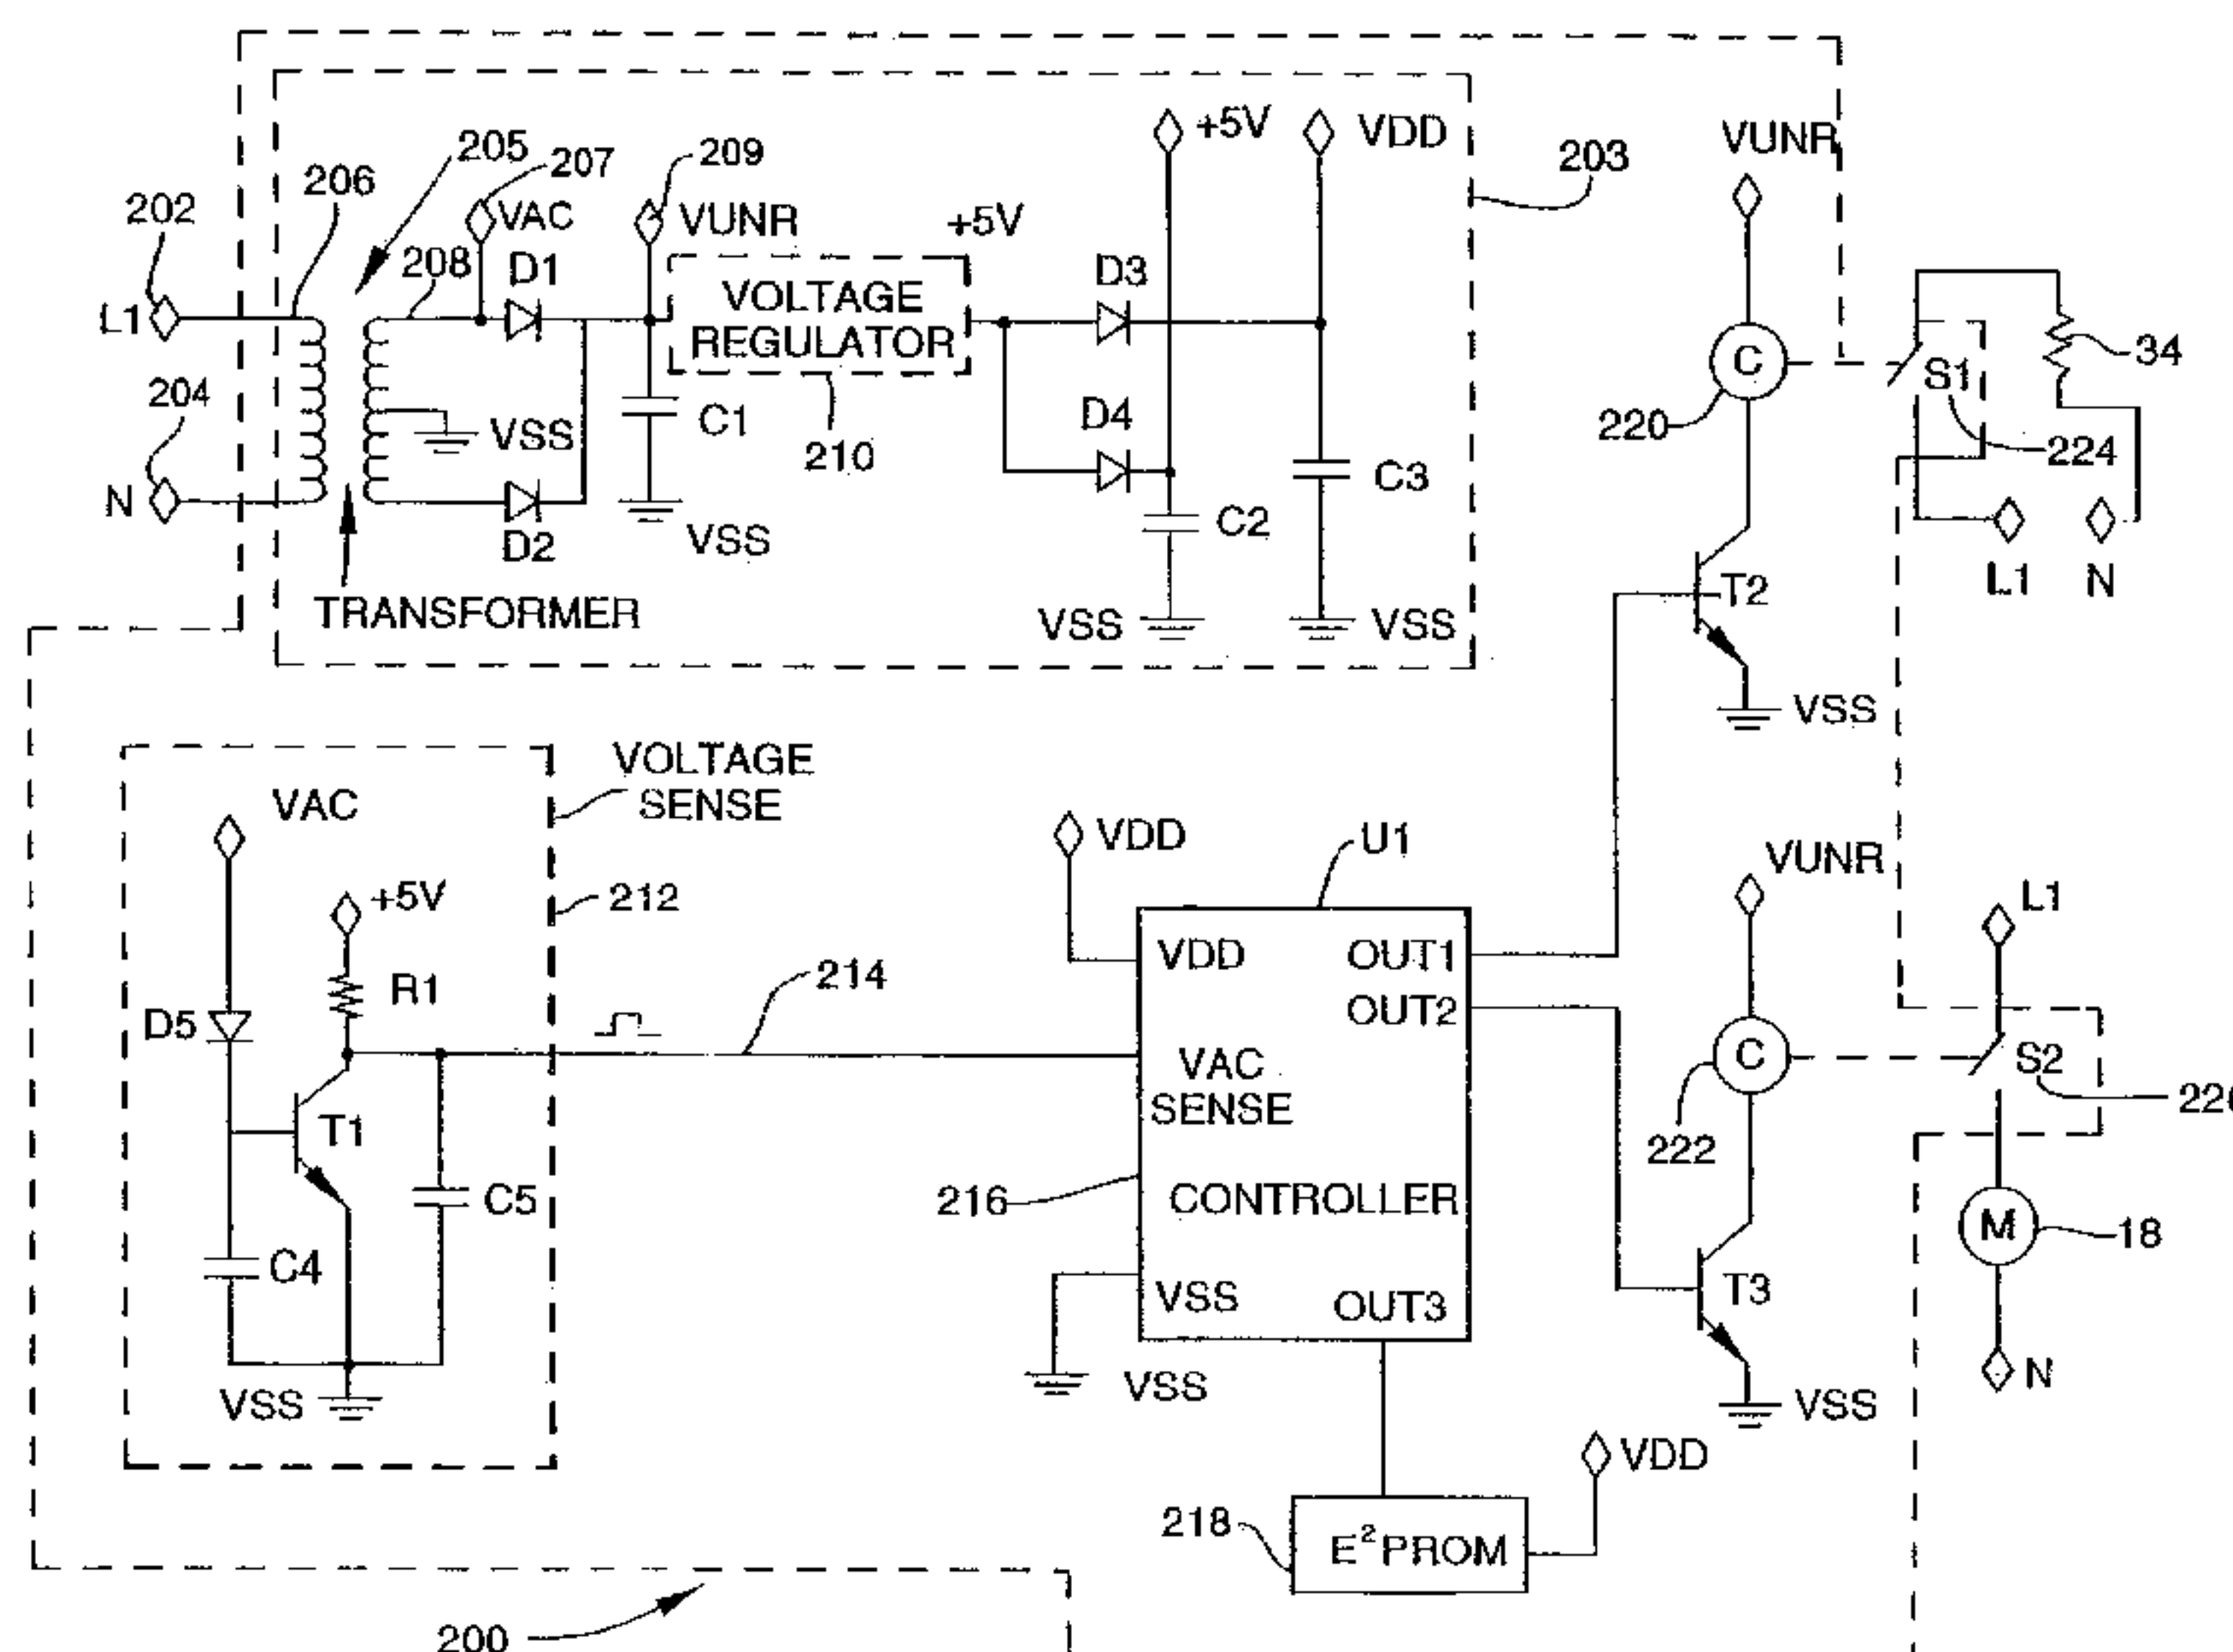 +5V
VDD
VUNR
203
205
207
209
206
202
VAC
VUNR
+5V
208
D1
VOLTAGE
REGULATOR
D3
L1
34
S1
204
C
220
D4
C1
VSS
210
224
N
C3
C2
VSS
D2
L1
N
T2
TRANSFORMER
VSS
VSS
VSS
VOLTAGE
SENSE
VAC
VDD
U1
VUNR
+5V
212
L1
VDD
OUT1
R1
214
OUT2
D5
C
S2
VAC
SENSE
T1
222
C5
216
CONTROLLER
M
18
C4
VSS
OUT3
T3
VSS
VSS
N
VSS
VDD
218
E²PROM
200